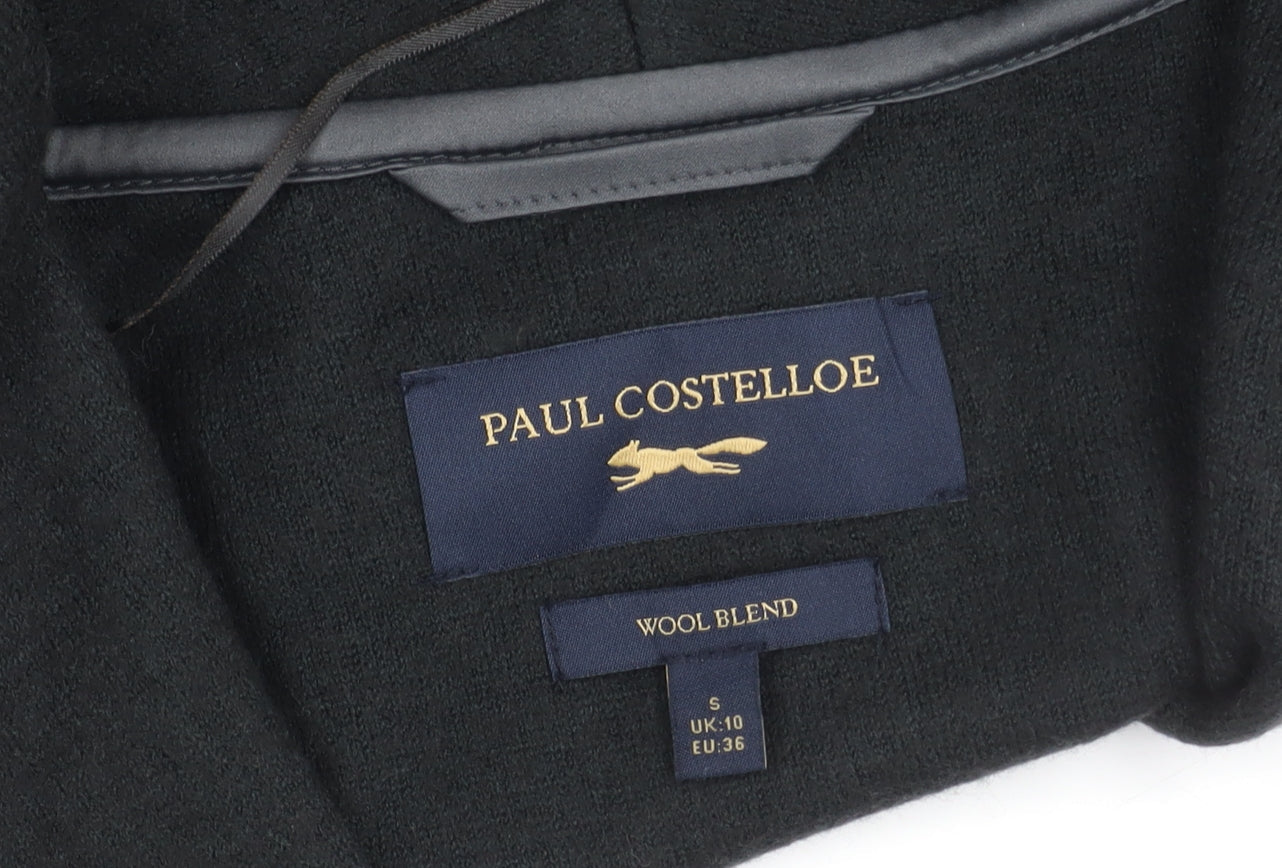 PAUL COSTELLOE
WOOL BLEND
S
UK:10
EU:36